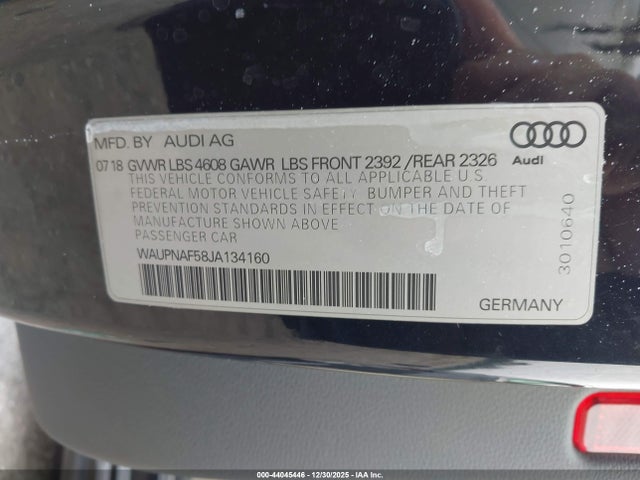 MFD. BY AUDI AG
07 18 GVWR LBS 4608 GAWR LBS FRONT 2392 /REAR 2326
Audi
THIS VEHICLE CONFORMS TO ALL APPLICABLE U.S.
FEDERAL MOTOR VEHICLE SAFETY, BUMPER AND THEFT
PREVENTION STANDARDS IN EFFECT ON THE DATE OF
MANUFACTURE SHOWN ABOVE
PASSENGER CAR
WAUPNAF58JA134160
3010640
GERMANY
000-44045446 - 12/30/2025 - IAA Inc.